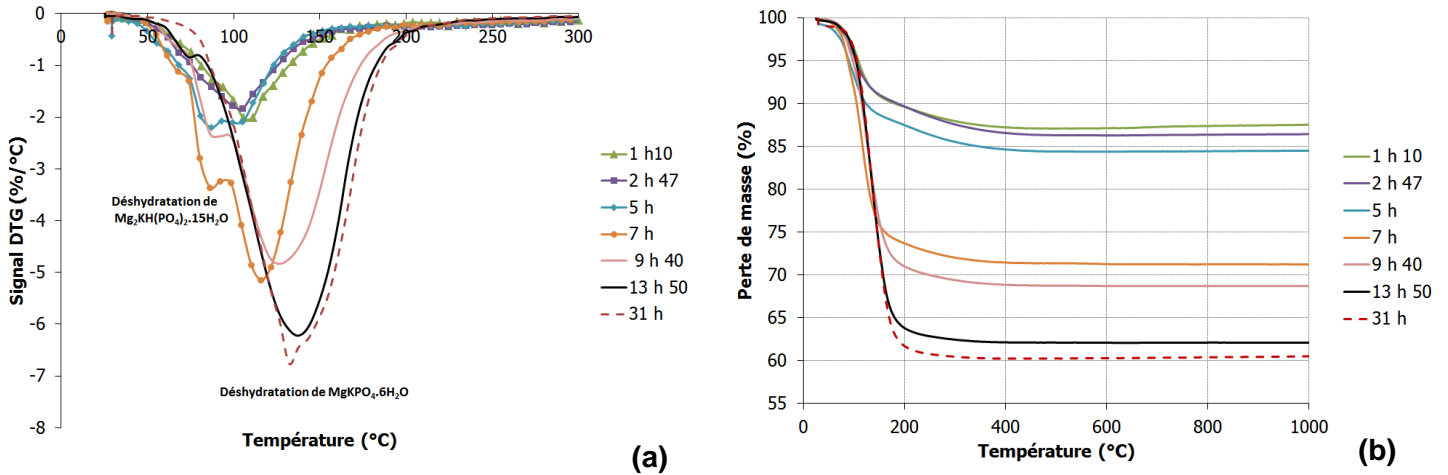 0
0
50
100
150
200
250
300
-1
-2
-3
-4
-5
-6
-7
-8
Signal DTG (%/°C)
Température (°C)
Déshydratation de
Mg₂KH(PO₄)₂.15H₂O
Déshydratation de MgKPO₄.6H₂O
1 h10
2 h 47
5 h
7 h
9 h 40
13 h 50
31 h
(a)
100
95
90
85
80
75
70
65
60
55
Perte de masse (%)
0
200
400
600
800
1000
Température (°C)
1 h 10
2 h 47
5 h
7 h
9 h 40
13 h 50
31 h
(b)